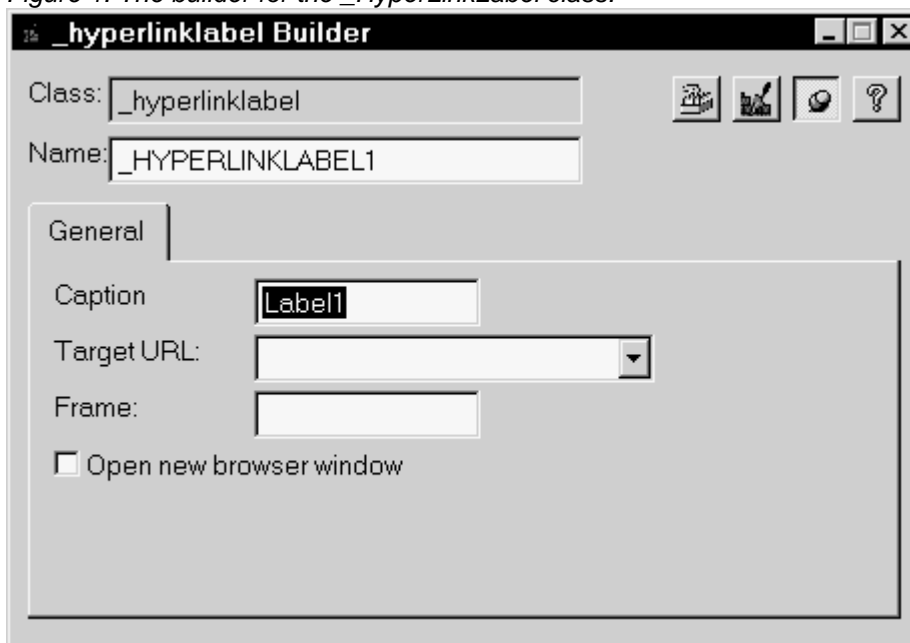 Figure 1. The builder for the _HyperLinkLabel class.
_hyperlinklabel Builder
Class: _hyperlinklabel
Name: _HYPERLINKLABEL1
General
Caption Label1
Target URL:
Frame:
Open new browser window